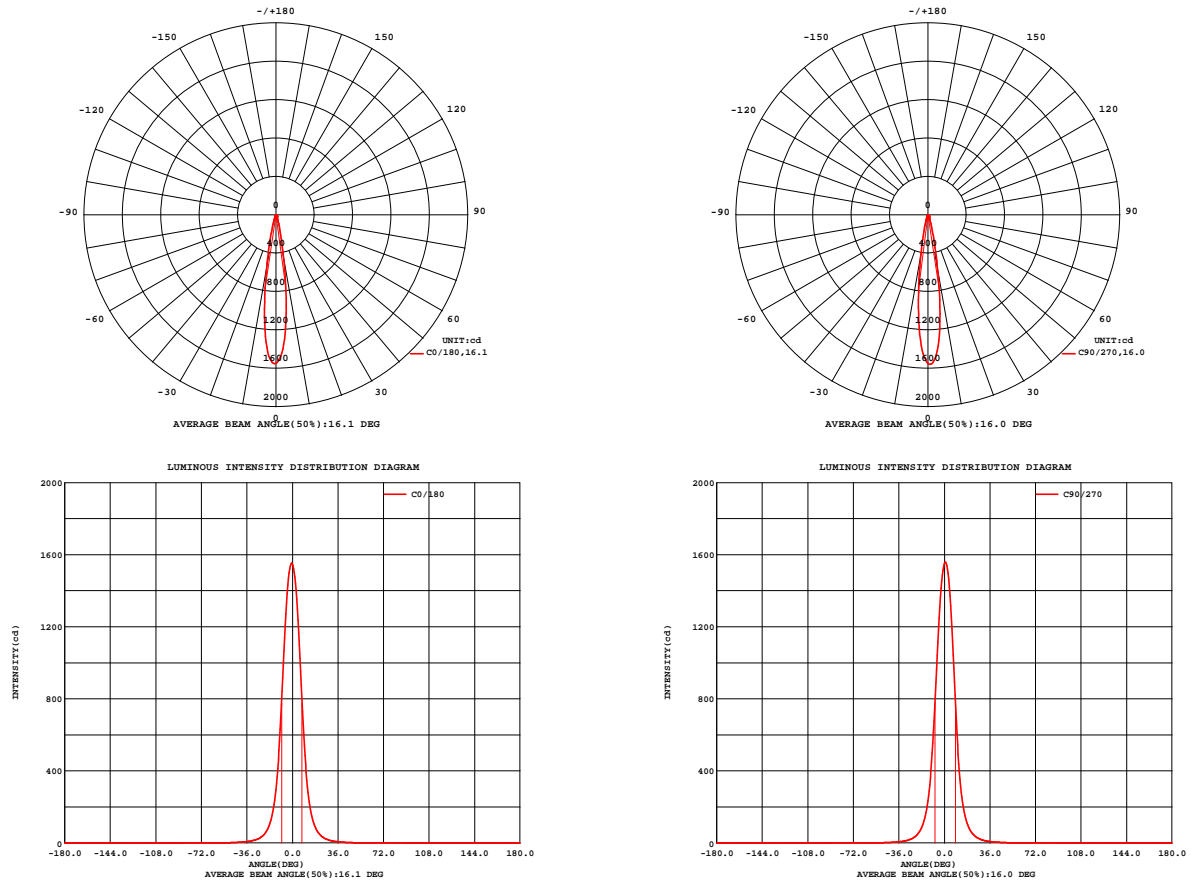 -/+180
-150 150
-120 120
-90 90
-60 60
-30 30
0
400
800
1200
1600
2000
0
UNIT:cd
C0/180,16.1
AVERAGE BEAM ANGLE(50%):16.1 DEG
-/+180
-150 150
-120 120
-90 90
-60 60
-30 30
0
400
800
1200
1600
2000
0
UNIT:cd
C90/270,16.0
AVERAGE BEAM ANGLE(50%):16.0 DEG
LUMINOUS INTENSITY DISTRIBUTION DIAGRAM
C0/180
INTENSITY(cd)
2000
1600
1200
800
400
0
-180.0 -144.0 -108.0 -72.0 -36.0 0.0 36.0 72.0 108.0 144.0 180.0
ANGLE(DEG)
AVERAGE BEAM ANGLE(50%):16.1 DEG
LUMINOUS INTENSITY DISTRIBUTION DIAGRAM
C90/270
INTENSITY(cd)
2000
1600
1200
800
400
0
-180.0 -144.0 -108.0 -72.0 -36.0 0.0 36.0 72.0 108.0 144.0 180.0
ANGLE(DEG)
AVERAGE BEAM ANGLE(50%):16.0 DEG